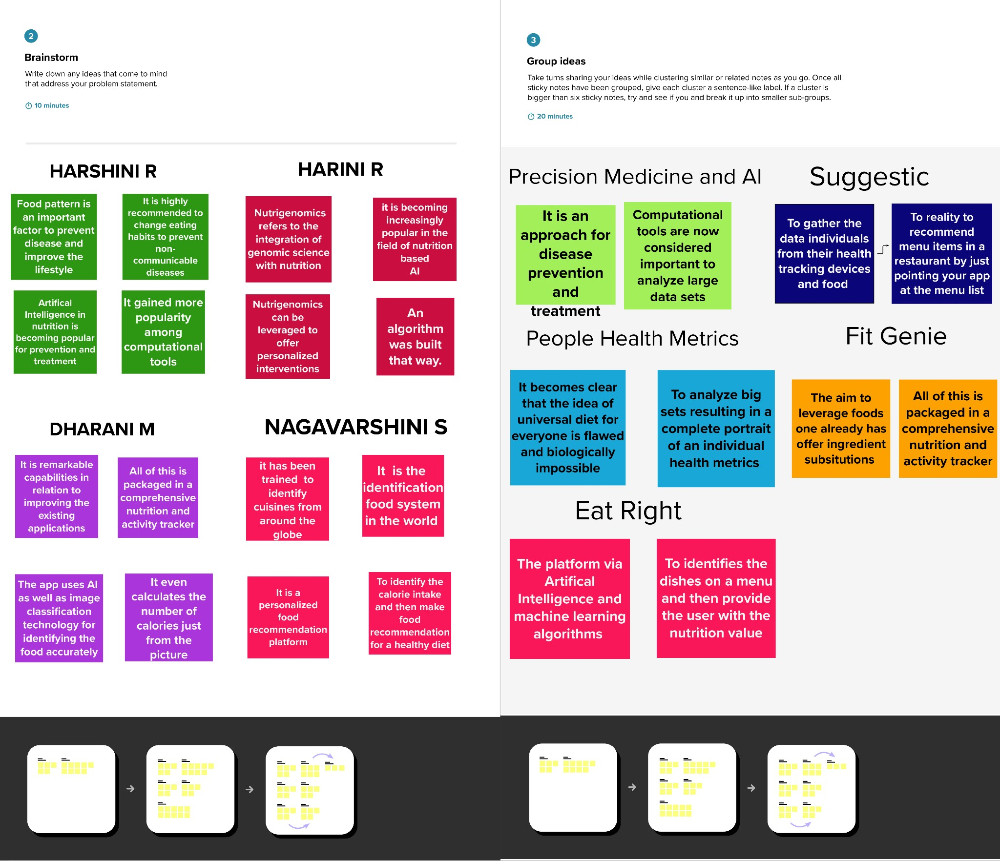 2
Brainstorm
Write down any ideas that come to mind
that address your problem statement.
10 minutes
HARSHINI R
Food pattern is
an important
factor to prevent
disease and
improve the
lifestyle
It is highly
recommended to
change eating
habits to prevent
non-
communicable
diseases
Artifical
Intelligence in
nutrition is
becoming popular
for prevention and
treatment
It gained more
popularity
among
computational
tools
HARINI R
Nutrigenomics
refers to the
integration of
genomic science
with nutrition
it is becoming
increasingly
popular in the
field of nutrition
based
AI
Nutrigenomics
can be
leveraged to
offer
personalized
interventions
An
algorithm
was built
that way.
DHARANI M
It is remarkable
capabilities in
relation to
improving the
existing
applications
All of this is
packaged in a
comprehensive
nutrition and
activity tracker
The app uses AI
as well as image
classification
technology for
identifying the
food accurately
It even
calculates the
number of
calories just
from the
picture
NAGAVARSHINI S
it has been
trained to
identify
cuisines from
around the
globe
It is the
identification
food system
in the world
It is a
personalized
food
recommendation
platform
To identify the
calorie intake
and then make
food
recommendation
for a healthy diet
3
Group ideas
Take turns sharing your ideas while clustering similar or related notes as you go. Once all
sticky notes have been grouped, give each cluster a sentence-like label. If a cluster is
bigger than six sticky notes, try and see if you and break it up into smaller sub-groups.
20 minutes
Precision Medicine and AI
It is an
approach for
disease
prevention
and
treatment
Computational
tools are now
considered
important to
analyze large
data sets
Suggestic
To gather the
data individuals
from their health
tracking devices
and food
To reality to
recommend
menu items in a
restaurant by just
pointing your app
at the menu list
People Health Metrics
It becomes clear
that the idea of
universal diet for
everyone is flawed
and biologically
impossible
To analyze big
sets resulting in a
complete portrait
of an individual
health metrics
Fit Genie
The aim to
leverage foods
one already has
offer ingredient
subsitutions
All of this is
packaged in a
comprehensive
nutrition and
activity tracker
Eat Right
The platform via
Artifical
Intelligence and
machine learning
algorithms
To identifies the
dishes on a menu
and then provide
the user with the
nutrition value